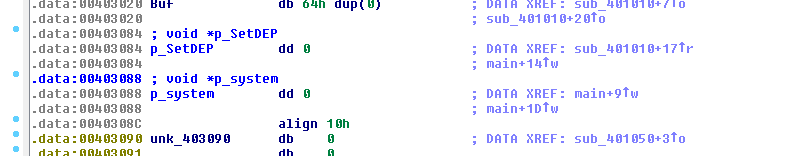 .data:00403020 Buf db 64h dup(0) ; DATA XREF: sub_401010+7↑o
.data:00403020 ; sub_401010+20↑o
.data:00403084 ; void *p_SetDEP
.data:00403084 p_SetDEP dd 0 ; DATA XREF: sub_401010+17↑r
.data:00403084 ; main+14↑w
.data:00403088 ; void *p_system
.data:00403088 p_system dd 0 ; DATA XREF: main+9↑w
.data:00403088 ; main+1D↑w
.data:0040308C align 10h
.data:00403090 unk_403090 db 0 ; DATA XREF: sub_401050+3↑o
.data:00403091 db 0